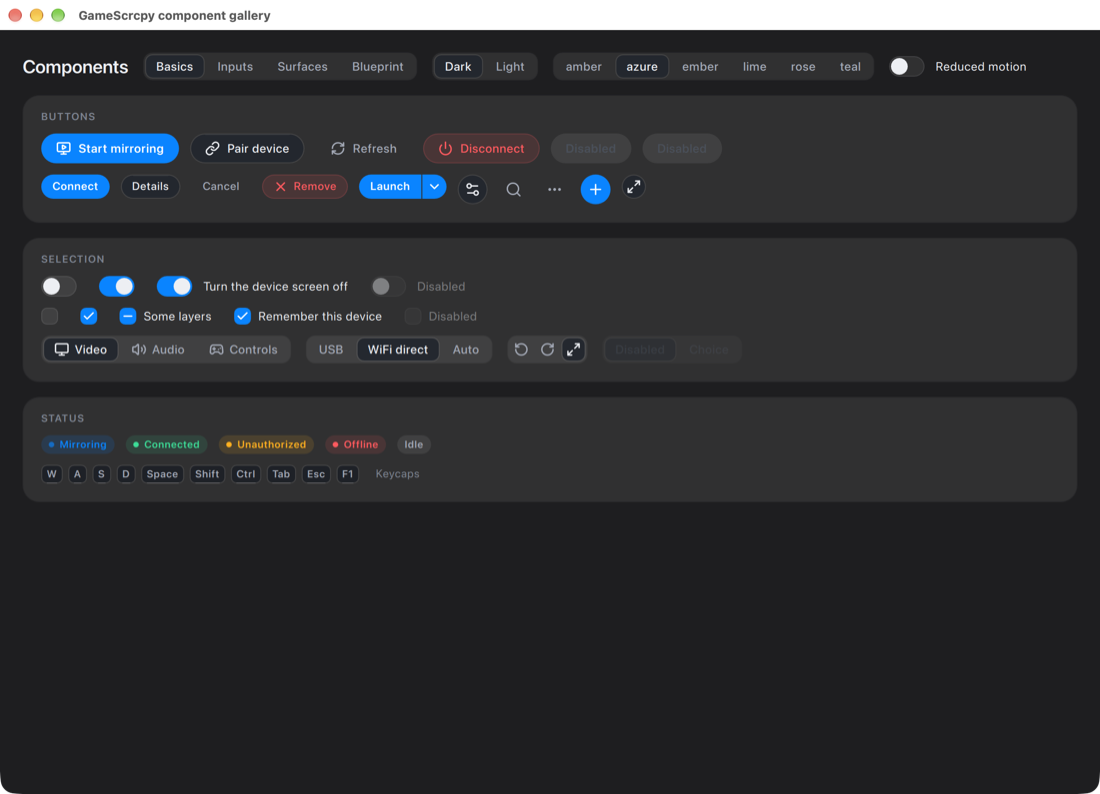 GameScrcpy component gallery
Components Basics Inputs Surfaces Blueprint Dark Light amber azure ember lime rose teal Reduced motion
BUTTONS
Start mirroring Pair device Refresh Disconnect Disabled Disabled
Connect Details Cancel Remove Launch
SELECTION
Turn the device screen off Disabled
Some layers Remember this device Disabled
Video Audio Controls USB WiFi direct Auto Disabled Choice
STATUS
Mirroring Connected Unauthorized Offline Idle
W A S D Space Shift Ctrl Tab Esc F1 Keycaps